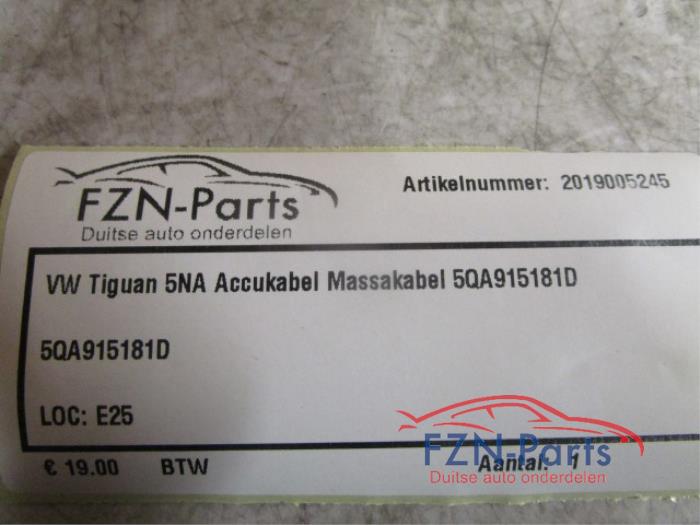 FZN-Parts
Duitse auto onderdelen
Artikelnummer: 2019005245
VW Tiguan 5NA Accukabel Massakabel 5QA915181D
5QA915181D
LOC: E25
€ 19.00 BTW Aantal: 1
FZN-Parts
Duitse auto onderdelen